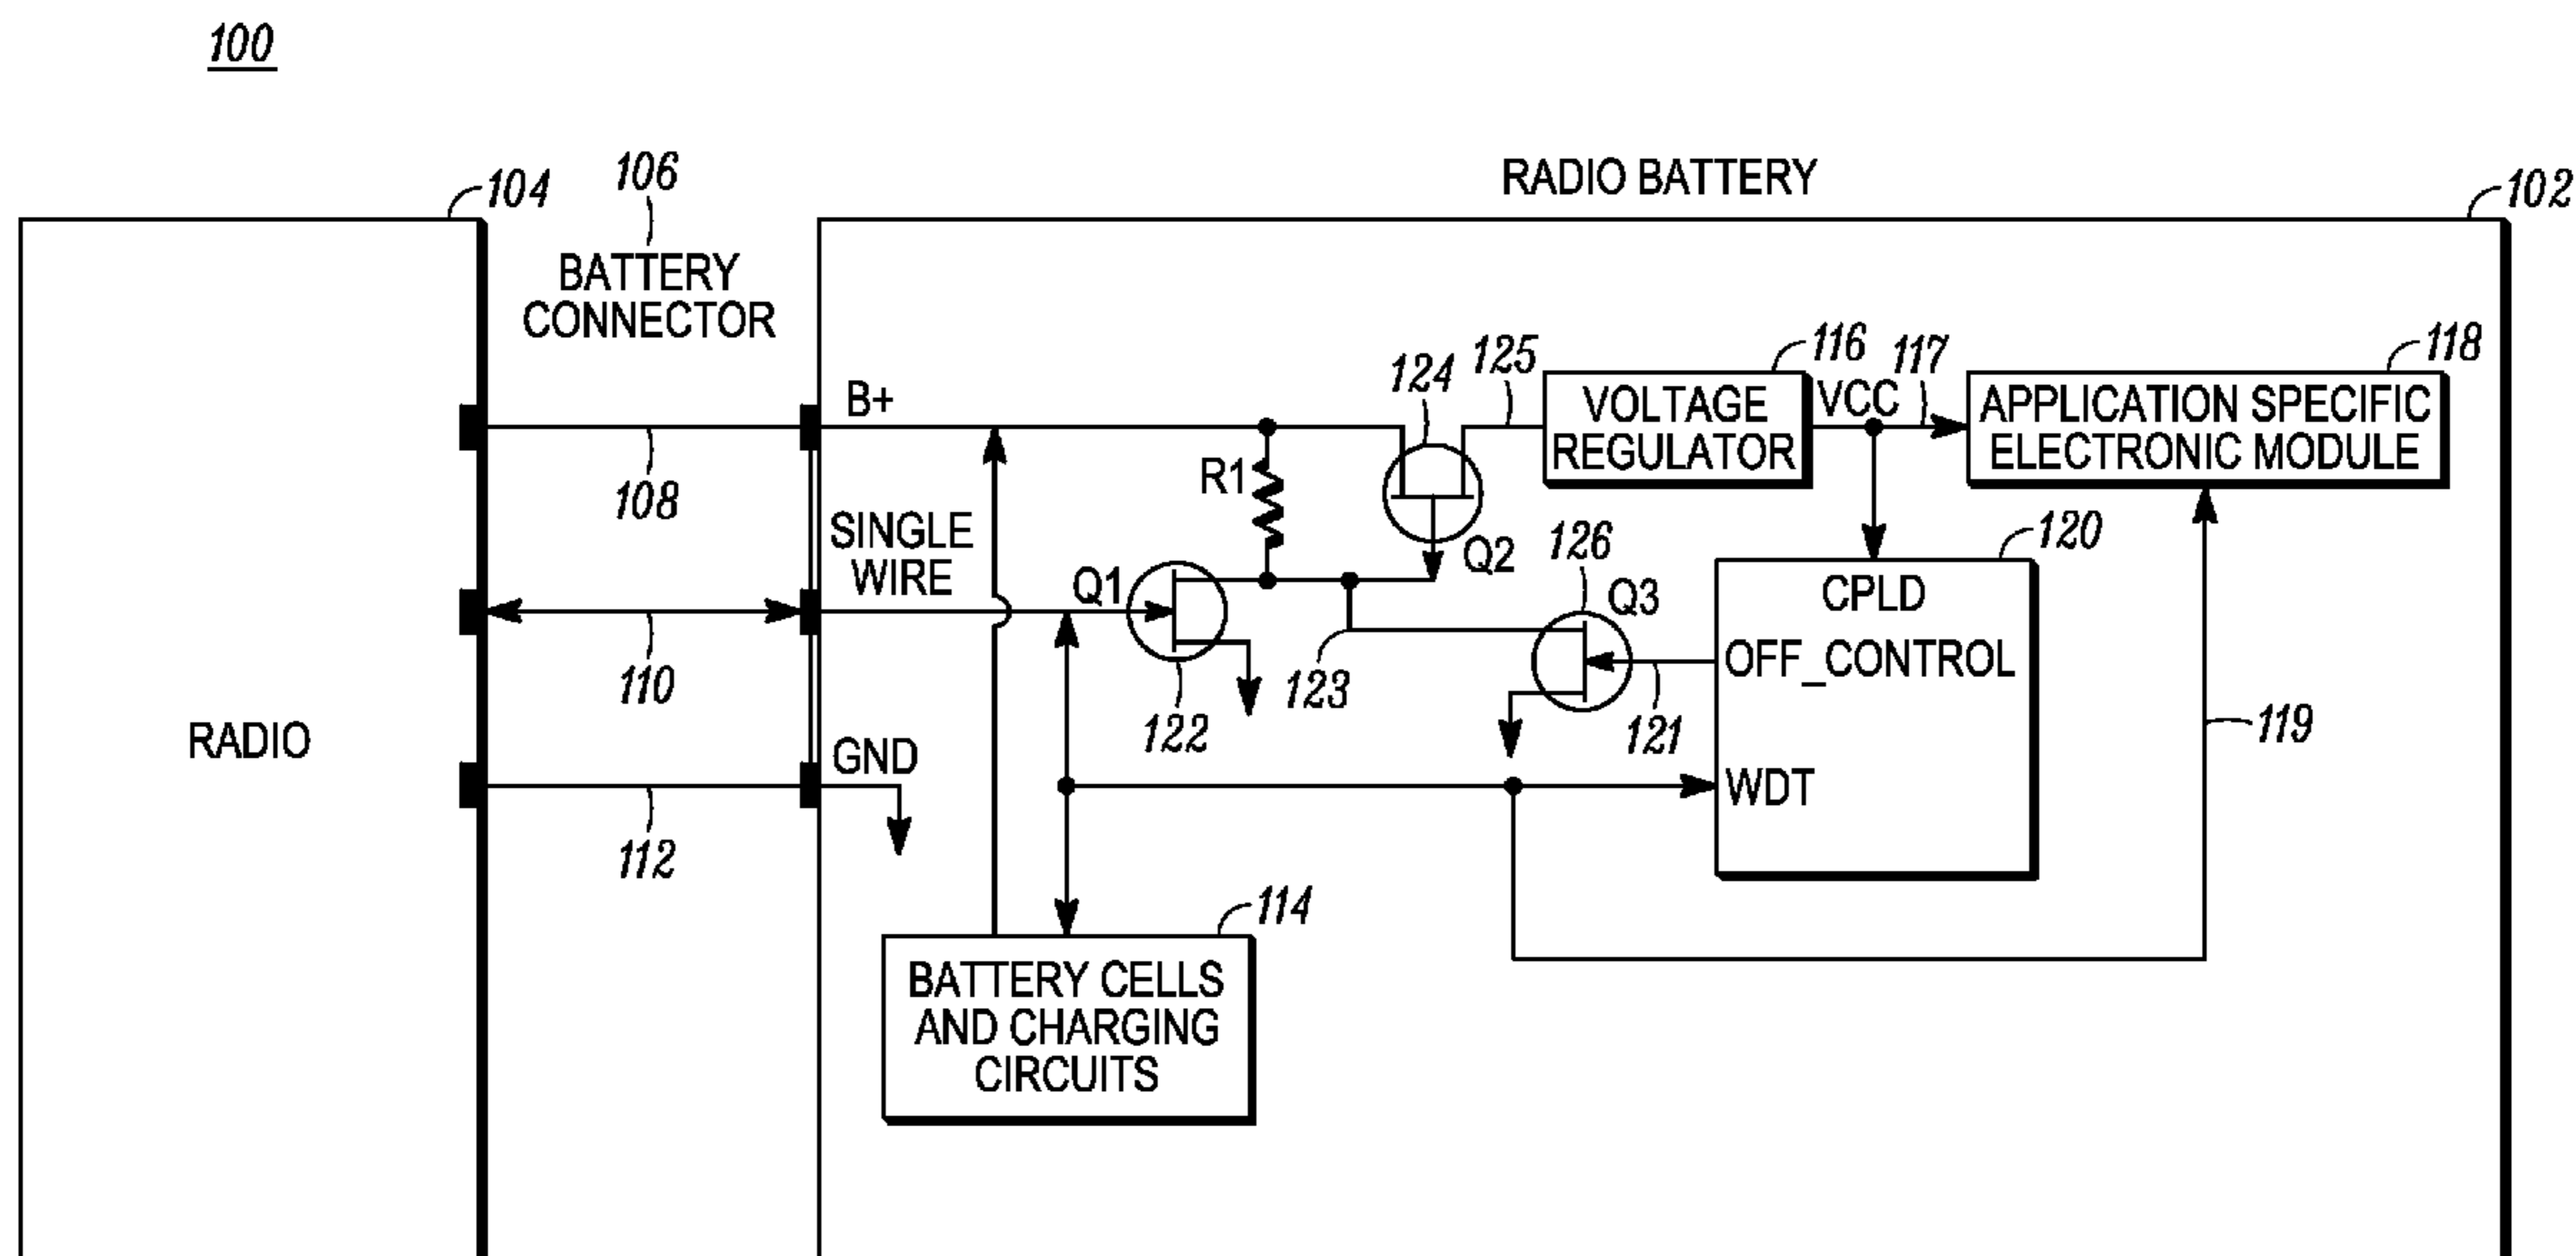 100
RADIO BATTERY
104
106
102
BATTERY
CONNECTOR
B+
108
SINGLE
WIRE
110
GND
112
RADIO
R1
Q1
122
124
Q2
125
VOLTAGE
REGULATOR
116
VCC
117
APPLICATION SPECIFIC
ELECTRONIC MODULE
118
123
126
Q3
121
120
CPLD
OFF_CONTROL
WDT
119
114
BATTERY CELLS
AND CHARGING
CIRCUITS